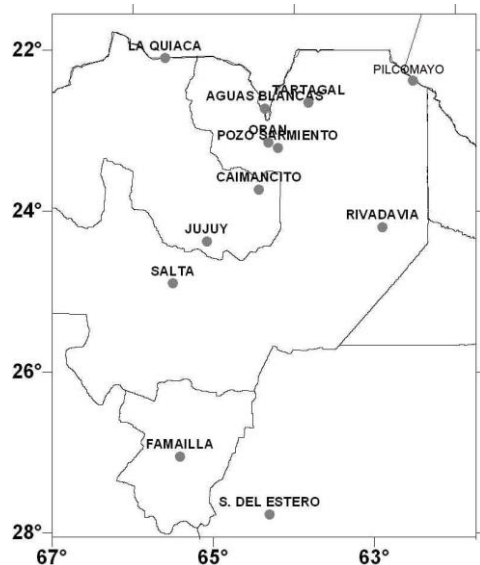 LA QUIACA
22°
PILCOMAYO
TARTAGAL
AGUAS BLANCAS
ORAN
POZO SARMIENTO
CAIMANCITO
24°
RIVADAVIA
JUJUY
SALTA
26°
FAMAILLA
S. DEL ESTERO
28°
67° 65° 63°